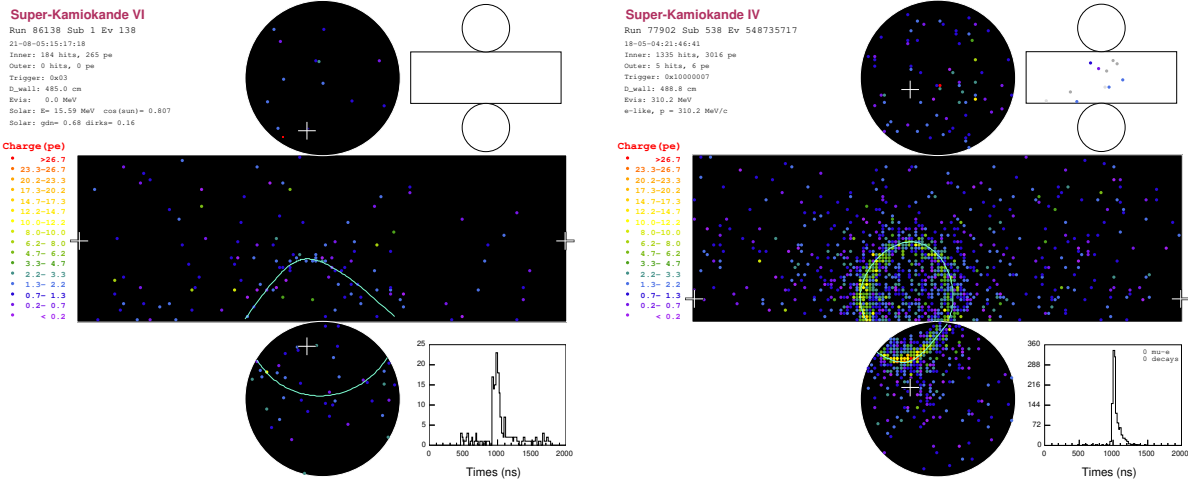 Super-Kamiokande VI
Run 86138 Sub 1 Ev 138
21-08-05:15:17:18
Inner: 184 hits, 265 pe
Outer: 0 hits, 0 pe
Trigger: 0x03
D_wall: 485.0 cm
Evis: 0.0 MeV
Solar: E= 15.59 MeV cos(sun)= 0.807
Solar: gdn= 0.68 dirks= 0.16
Charge(pe)
>26.7
23.3-26.7
20.2-23.3
17.3-20.2
14.7-17.3
12.2-14.7
10.0-12.2
8.0-10.0
6.2- 8.0
4.7- 6.2
3.3- 4.7
2.2- 3.3
1.3- 2.2
0.7- 1.3
0.2- 0.7
< 0.2
25
20
15
10
5
0
0 500 1000 1500 2000
Times (ns)
Super-Kamiokande IV
Run 77902 Sub 538 Ev 548735717
18-05-04:21:46:41
Inner: 1335 hits, 3016 pe
Outer: 5 hits, 6 pe
Trigger: 0x10000007
D_wall: 488.8 cm
Evis: 310.2 MeV
e-like, p = 310.2 MeV/c
Charge(pe)
>26.7
23.3-26.7
20.2-23.3
17.3-20.2
14.7-17.3
12.2-14.7
10.0-12.2
8.0-10.0
6.2- 8.0
4.7- 6.2
3.3- 4.7
2.2- 3.3
1.3- 2.2
0.7- 1.3
0.2- 0.7
< 0.2
0 mu-e
0 decays
360
288
216
144
72
0
0 500 1000 1500 2000
Times (ns)